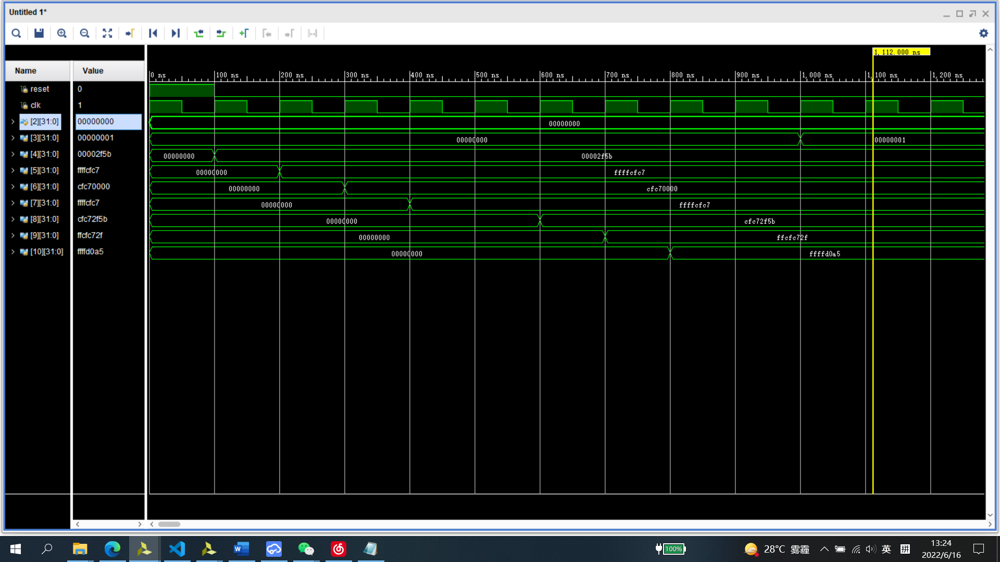 Untitled 1*
1,112.000 ns
Name Value
0 ns 100 ns 200 ns 300 ns 400 ns 500 ns 600 ns 700 ns 800 ns 900 ns 1,000 ns 1,100 ns 1,200 ns
reset 0
clk 1
[2][31:0] 00000000 00000000
[3][31:0] 00000001 00000000 00000001
[4][31:0] 00002f5b 00000000 00002f5b
[5][31:0] ffffcfc7 00000000 ffffcfc7
[6][31:0] cfc70000 00000000 cfc70000
[7][31:0] ffffcfc7 00000000 ffffcfc7
[8][31:0] cfc72f5b 00000000 cfc72f5b
[9][31:0] ffcfc72f 00000000 ffcfc72f
[10][31:0] ffffd0a5 00000000 ffffd0a5
100% 28°C 雾霾 英 拼 13:24
2022/6/16